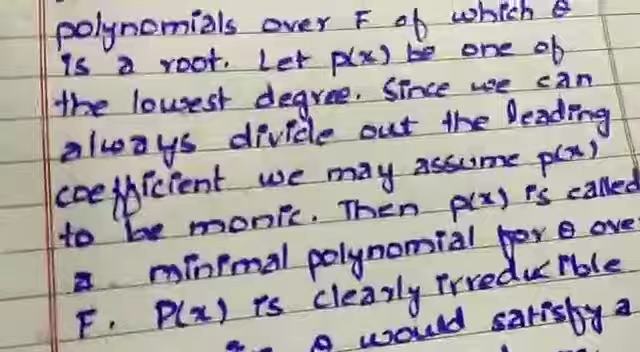 polynomials over F of which θ
is a root. Let p(x) be one of
the lowest degree. Since we can
always divide out the leading
coefficient we may assume p(x)
to be monic. Then p(x) is called
a minimal polynomial for θ over
F. P(x) is clearly irreducible
θ would satisfy a